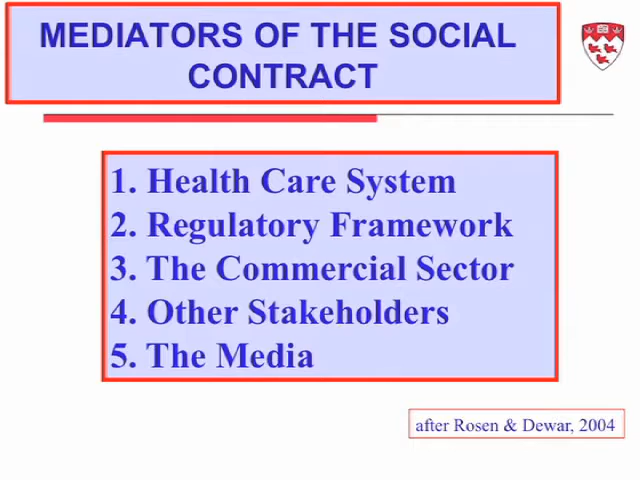 MEDIATORS OF THE SOCIAL
CONTRACT
1. Health Care System
2. Regulatory Framework
3. The Commercial Sector
4. Other Stakeholders
5. The Media
after Rosen & Dewar, 2004